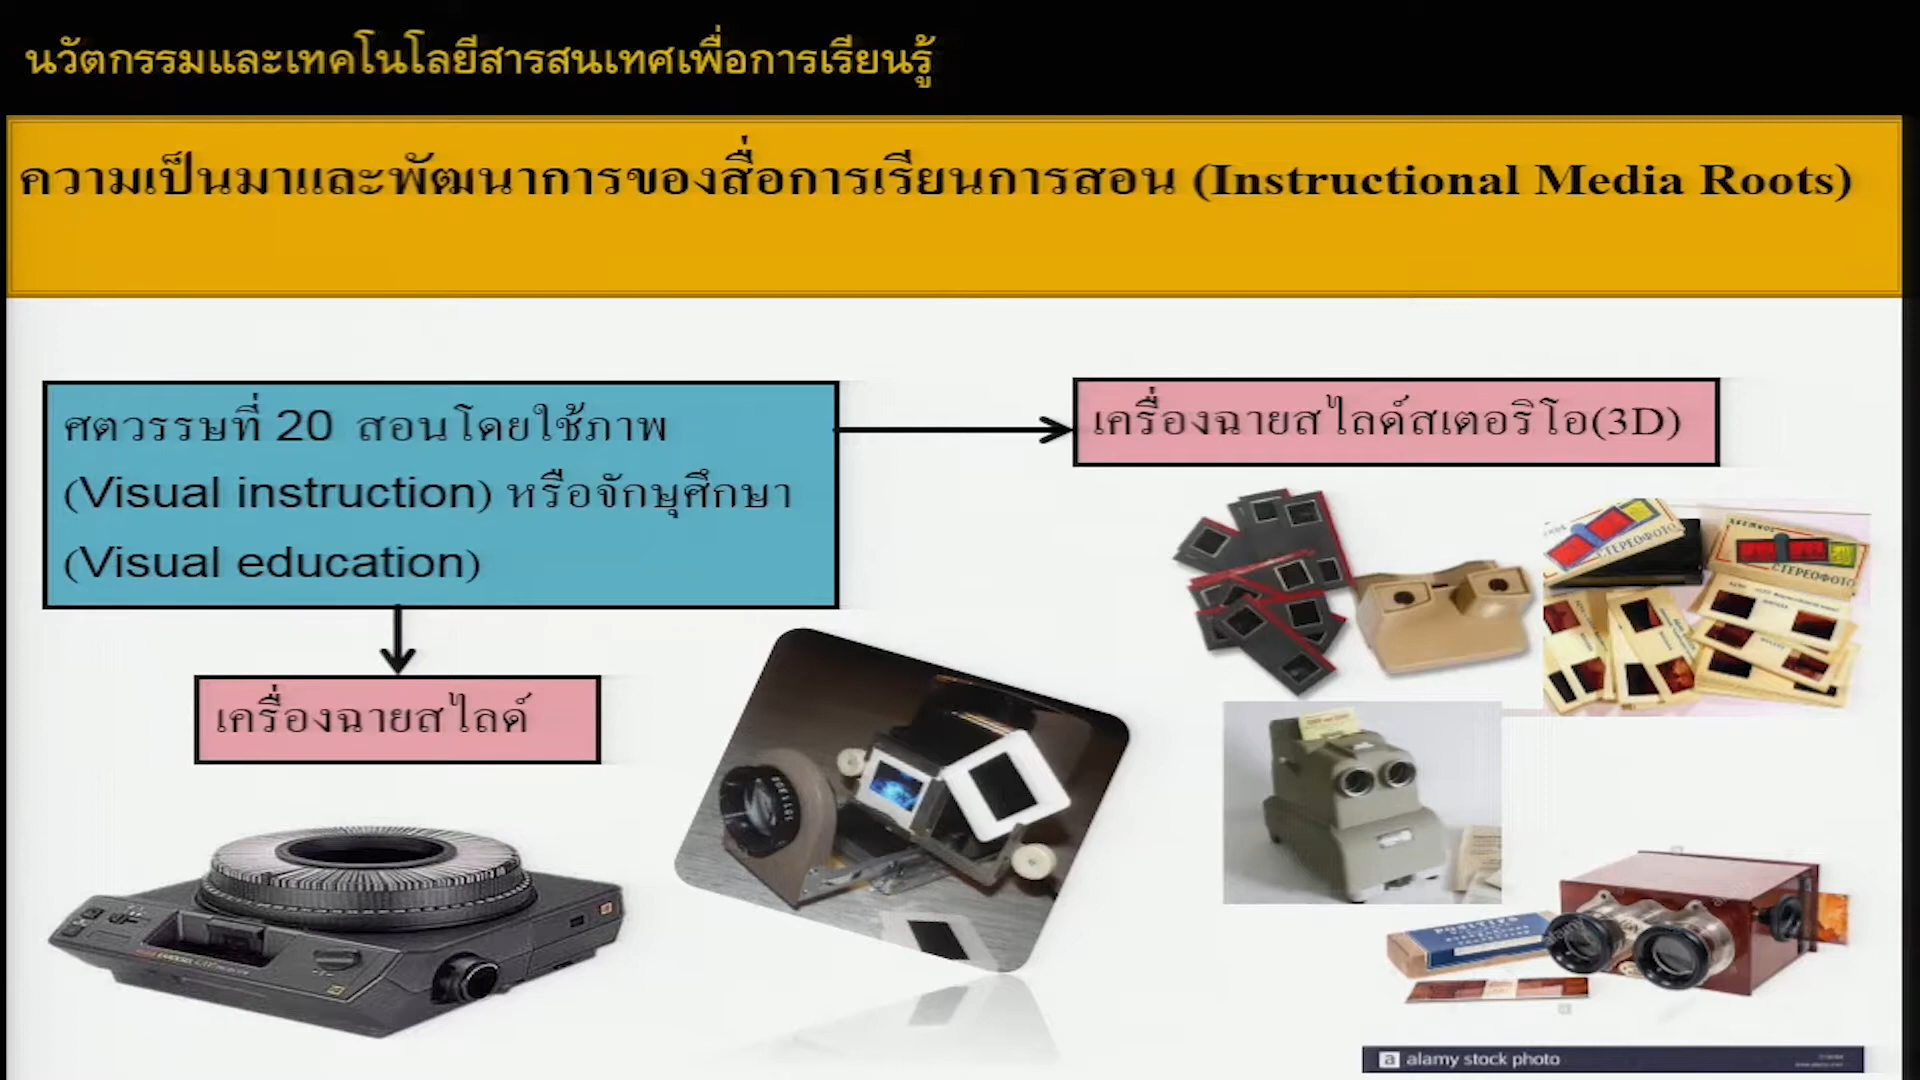 นวัตกรรมและเทคโนโลยีสารสนเทศเพื่อการเรียนรู้
ความเป็นมาและพัฒนาการของสื่อการเรียนการสอน (Instructional Media Roots)
ศตวรรษที่ 20 สอนโดยใช้ภาพ
(Visual instruction) หรือจักษุศึกษา
(Visual education)
เครื่องฉายสไลด์สเตอริโอ(3D)
เครื่องฉายสไลด์
СТЕРЕОФОТО
СТЕРЕОФОТО
POSITIVE
a alamy stock photo